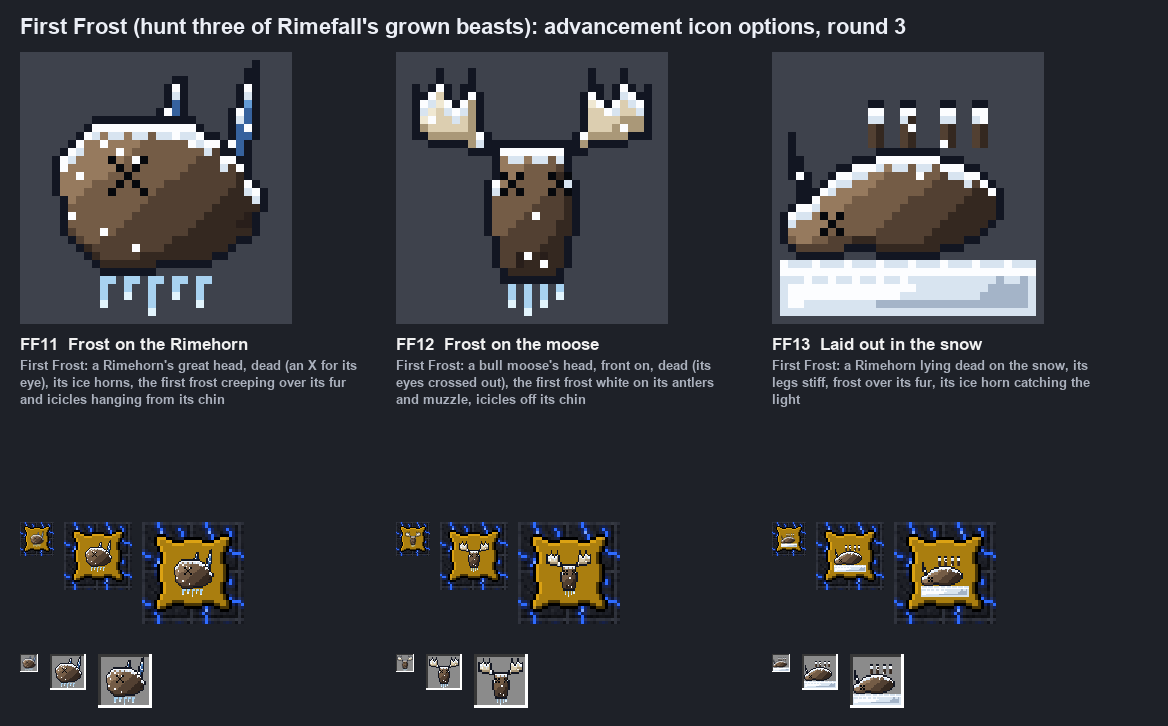 First Frost (hunt three of Rimefall's grown beasts): advancement icon options, round 3
FF11 Frost on the Rimehorn
First Frost: a Rimehorn's great head, dead (an X for its
eye), its ice horns, the first frost creeping over its fur
and icicles hanging from its chin
FF12 Frost on the moose
First Frost: a bull moose's head, front on, dead (its
eyes crossed out), the first frost white on its antlers
and muzzle, icicles off its chin
FF13 Laid out in the snow
First Frost: a Rimehorn lying dead on the snow, its
legs stiff, frost over its fur, its ice horn catching the
light